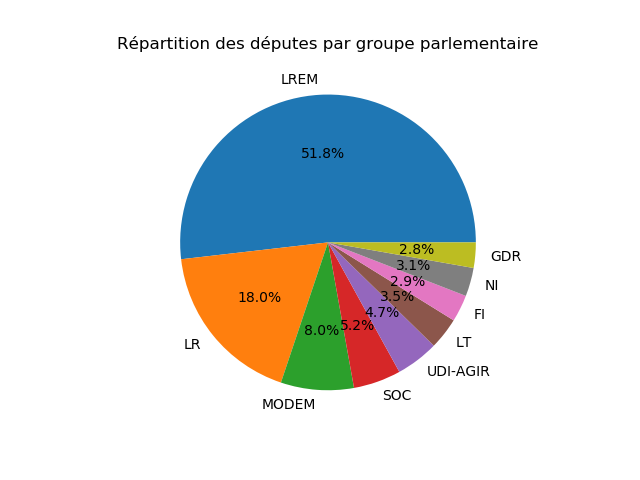 Répartition des députes par groupe parlementaire
LREM
51.8%
LR
18.0%
MODEM
8.0%
SOC
5.2%
UDI-AGIR
4.7%
LT
3.5%
FI
2.9%
NI
3.1%
GDR
2.8%